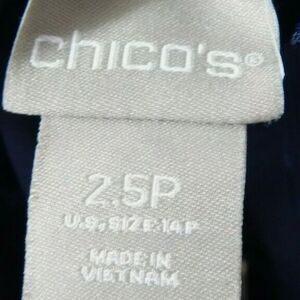 chico's®
2.5P
U.S. SIZE 14P
MADE IN
VIETNAM